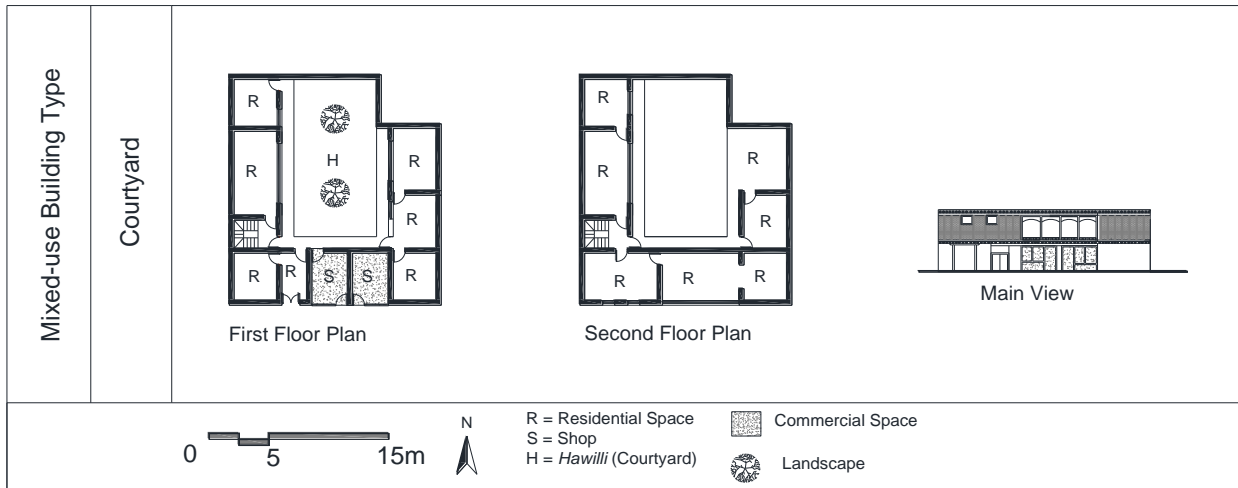 Mixed-use Building Type
Courtyard
R
R
H
R
R
R
R
S
S
R
First Floor Plan
R
R
R
R
R
R
R
Second Floor Plan
Main View
0
5
15m
N
R = Residential Space
S = Shop
H = Hawilli (Courtyard)
Commercial Space
Landscape